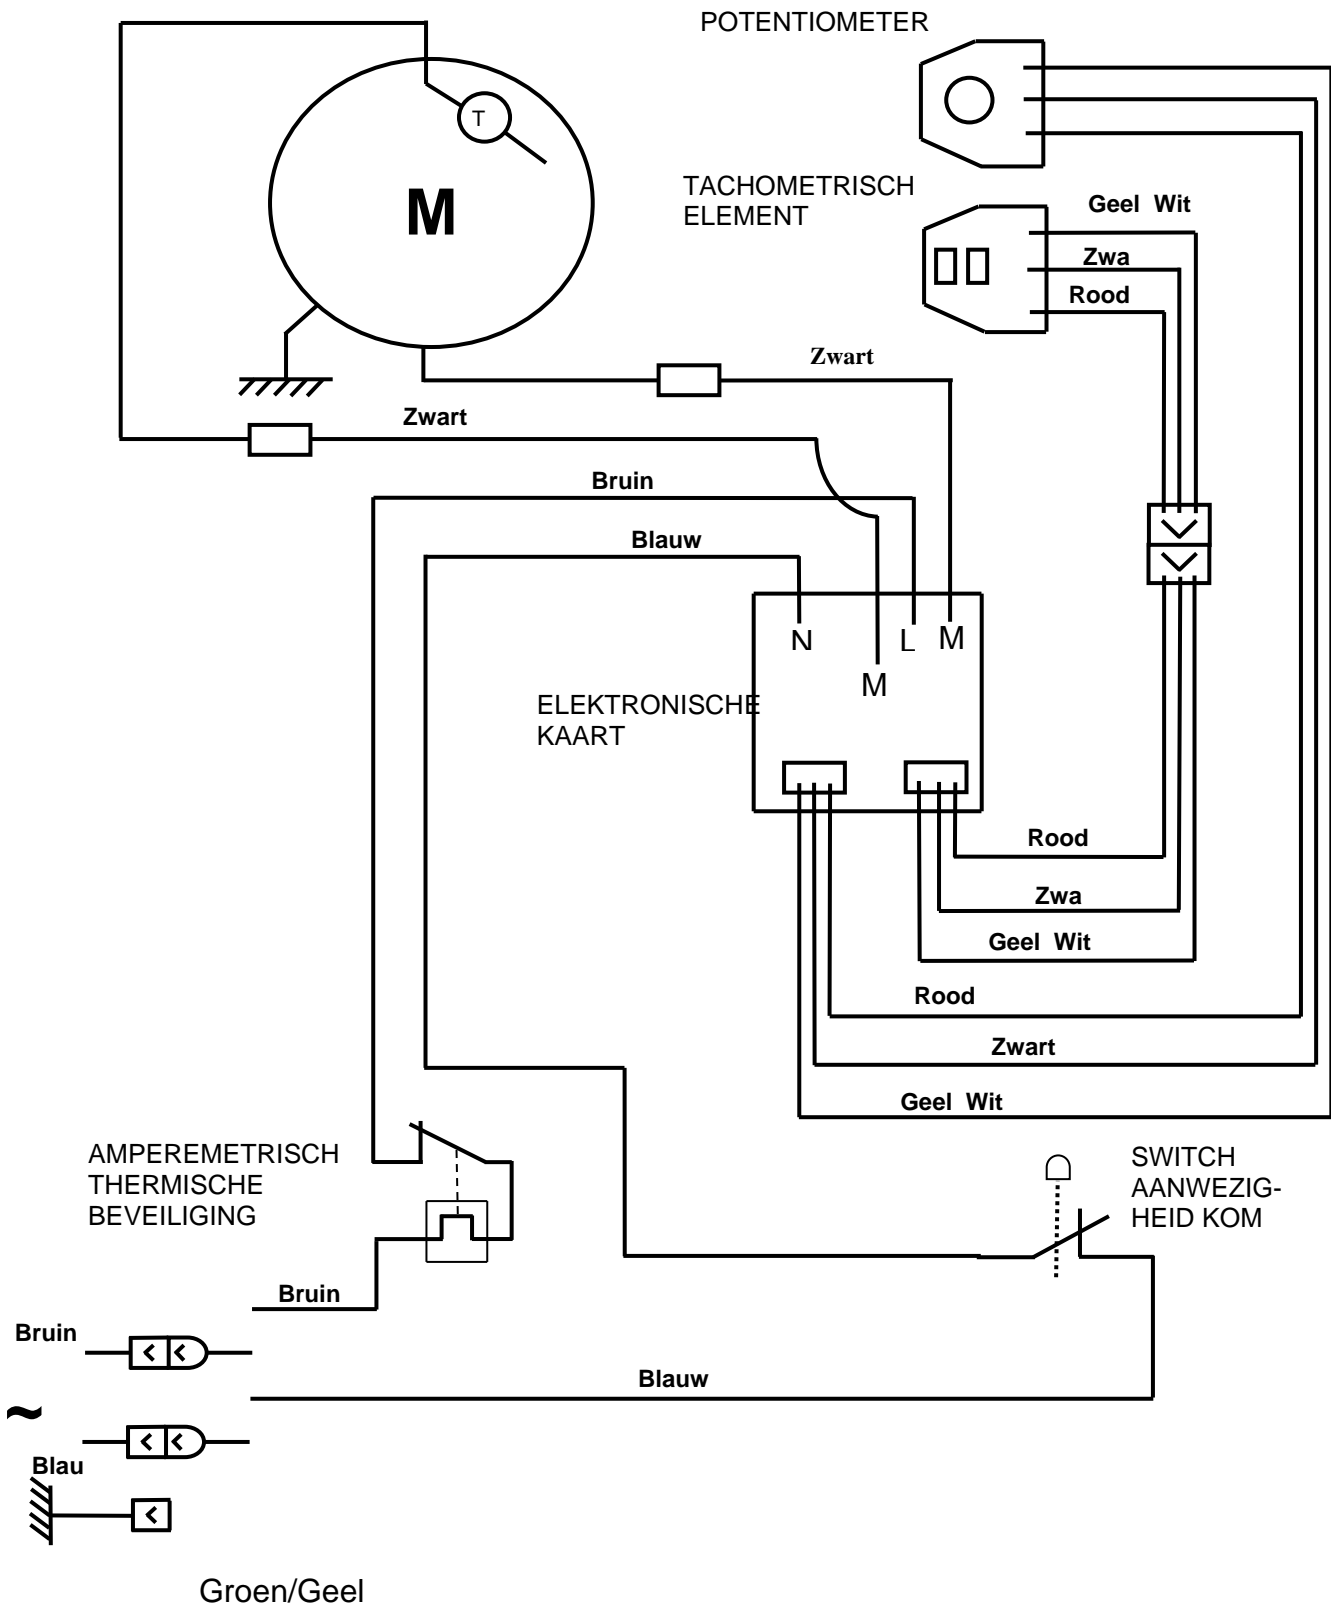 POTENTIOMETER
T
M
TACHOMETRISCH
ELEMENT
Geel Wit
Zwa
Rood
Zwart
Zwart
Bruin
Blauw
N
L
M
M
ELEKTRONISCHE
KAART
Rood
Zwa
Geel Wit
Rood
Zwart
Geel Wit
AMPEREMETRISCH
THERMISCHE
BEVEILIGING
SWITCH
AANWEZIG-
HEID KOM
Bruin
Bruin
Blauw
~
Blau
Groen/Geel